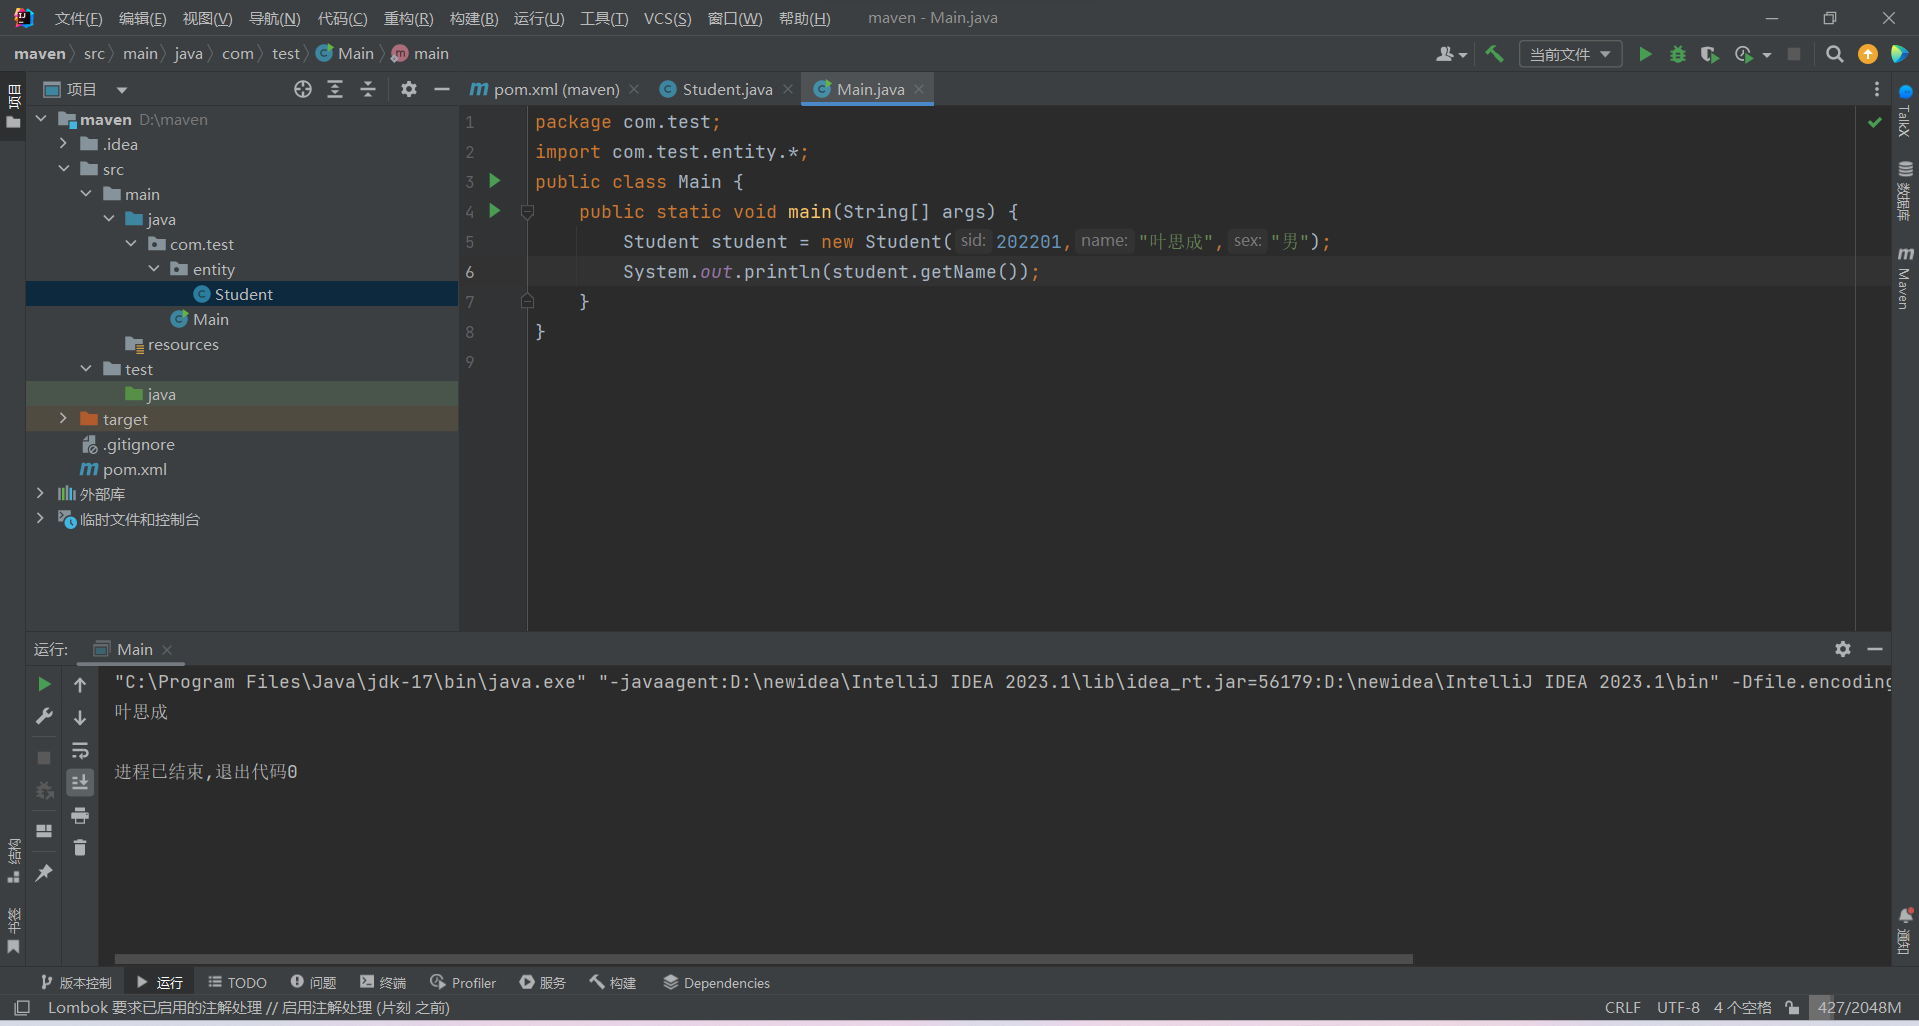 文件(F) 编辑(E) 视图(V) 导航(N) 代码(C) 重构(R) 构建(B) 运行(U) 工具(T) VCS(S) 窗口(W) 帮助(H) maven - Main.java
maven src main java com test Main main 当前文件
项目 pom.xml (maven) Student.java Main.java
项目
maven D:\maven
.idea
src
main
java
com.test
entity
Student
Main
resources
test
java
target
.gitignore
pom.xml
外部库
临时文件和控制台
1 package com.test;
2 import com.test.entity.*;
3 public class Main {
4 public static void main(String[] args) {
5 Student student = new Student( sid: 202201, name: "叶思成", sex: "男");
6 System.out.println(student.getName());
7 }
8 }
9
TalkX
数据库
Maven
运行: Main
"C:\Program Files\Java\jdk-17\bin\java.exe" "-javaagent:D:\newidea\IntelliJ IDEA 2023.1\lib\idea_rt.jar=56179:D:\newidea\IntelliJ IDEA 2023.1\bin" -Dfile.encoding
叶思成
进程已结束,退出代码0
结构
书签
通知
版本控制 运行 TODO 问题 终端 Profiler 服务 构建 Dependencies
Lombok 要求已启用的注解处理 // 启用注解处理 (片刻 之前) CRLF UTF-8 4 个空格 427/2048M